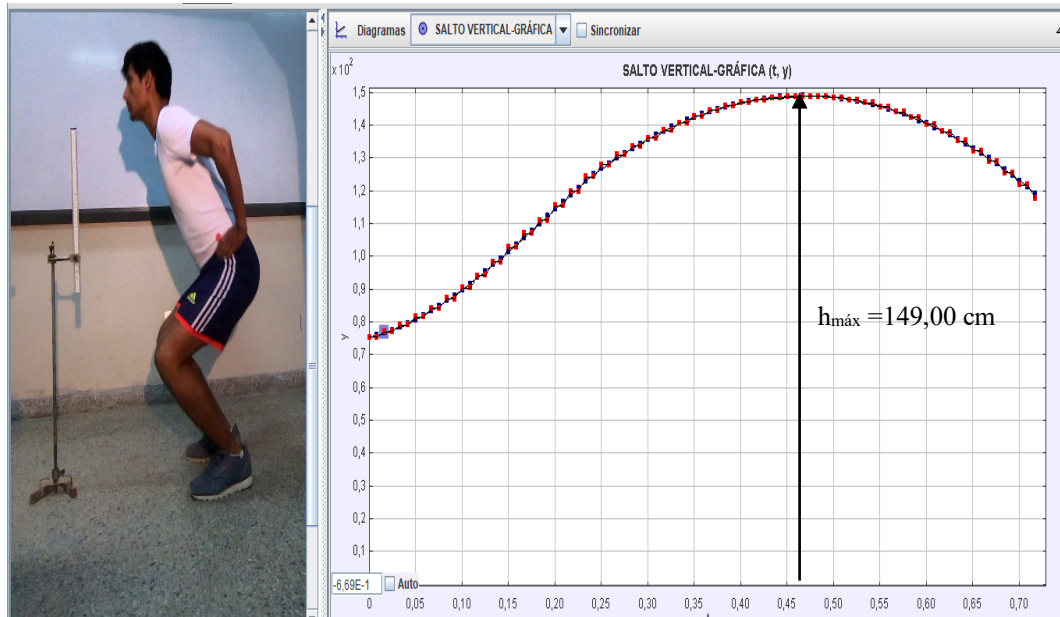 Diagramas SALTO VERTICAL-GRÁFICA Sincronizar
SALTO VERTICAL-GRÁFICA (t, y)
x10²
1,5
1,4
1,3
1,2
1,1
1,0
0,9
0,8
y
0,7
0,6
0,5
0,4
0,3
0,2
0,1
hmáx =149,00 cm
-6,69E-1 Auto
0 0,05 0,10 0,15 0,20 0,25 0,30 0,35 0,40 0,45 0,50 0,55 0,60 0,65 0,70
adidas